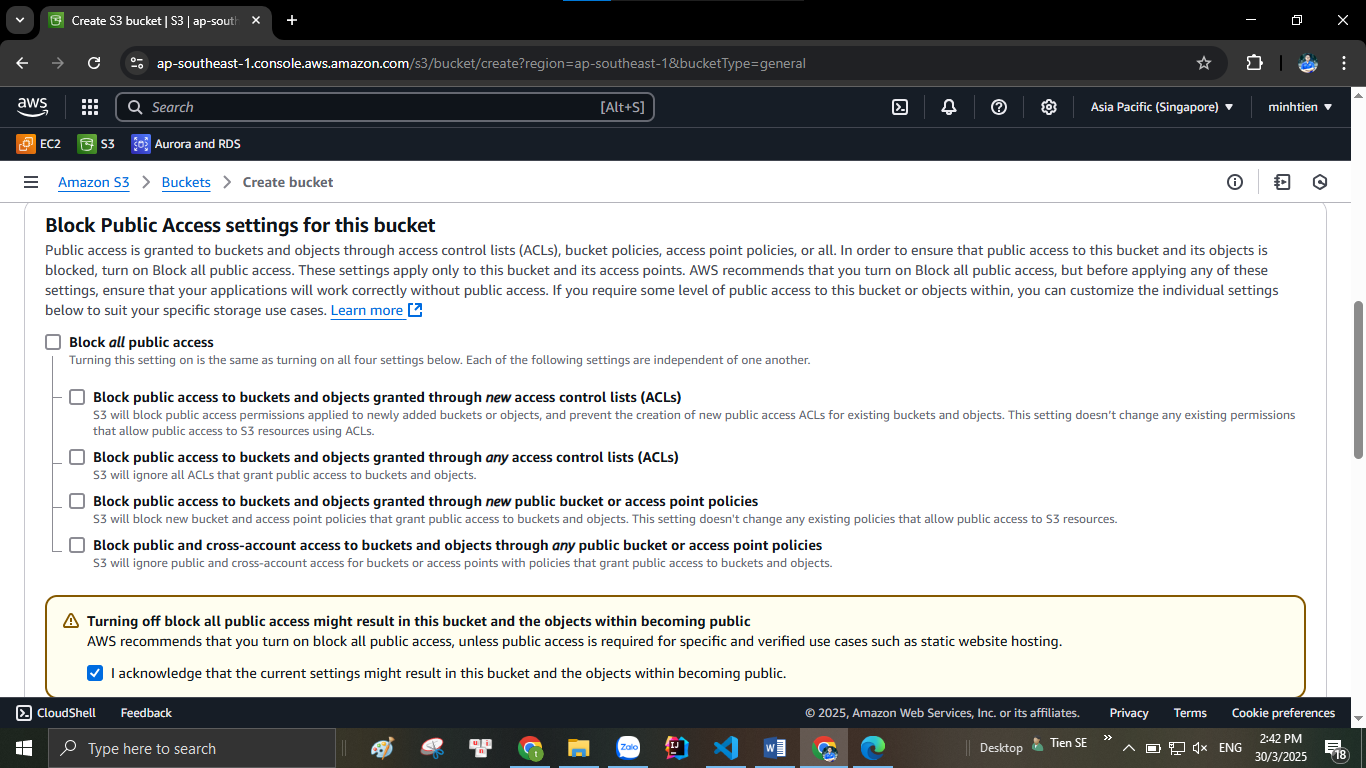 Create S3 bucket | S3 | ap-sout
ap-southeast-1.console.aws.amazon.com/s3/bucket/create?region=ap-southeast-1&bucketType=general
aws
Search
[Alt+S]
Asia Pacific (Singapore)
minhtien
EC2
S3
Aurora and RDS
Amazon S3
Buckets
Create bucket
Block Public Access settings for this bucket
Public access is granted to buckets and objects through access control lists (ACLs), bucket policies, access point policies, or all. In order to ensure that public access to this bucket and its objects is
blocked, turn on Block all public access. These settings apply only to this bucket and its access points. AWS recommends that you turn on Block all public access, but before applying any of these
settings, ensure that your applications will work correctly without public access. If you require some level of public access to this bucket or objects within, you can customize the individual settings
below to suit your specific storage use cases. Learn more
Block all public access
Turning this setting on is the same as turning on all four settings below. Each of the following settings are independent of one another.
Block public access to buckets and objects granted through new access control lists (ACLs)
S3 will block public access permissions applied to newly added buckets or objects, and prevent the creation of new public access ACLs for existing buckets and objects. This setting doesn't change any existing permissions
that allow public access to S3 resources using ACLs.
Block public access to buckets and objects granted through any access control lists (ACLs)
S3 will ignore all ACLs that grant public access to buckets and objects.
Block public access to buckets and objects granted through new public bucket or access point policies
S3 will block new bucket and access point policies that grant public access to buckets and objects. This setting doesn't change any existing policies that allow public access to S3 resources.
Block public and cross-account access to buckets and objects through any public bucket or access point policies
S3 will ignore public and cross-account access for buckets or access points with policies that grant public access to buckets and objects.
Turning off block all public access might result in this bucket and the objects within becoming public
AWS recommends that you turn on block all public access, unless public access is required for specific and verified use cases such as static website hosting.
I acknowledge that the current settings might result in this bucket and the objects within becoming public.
CloudShell
Feedback
© 2025, Amazon Web Services, Inc. or its affiliates.
Privacy
Terms
Cookie preferences
Type here to search
Zalo
Desktop
Tien SE
ENG
2:42 PM
30/3/2025
18